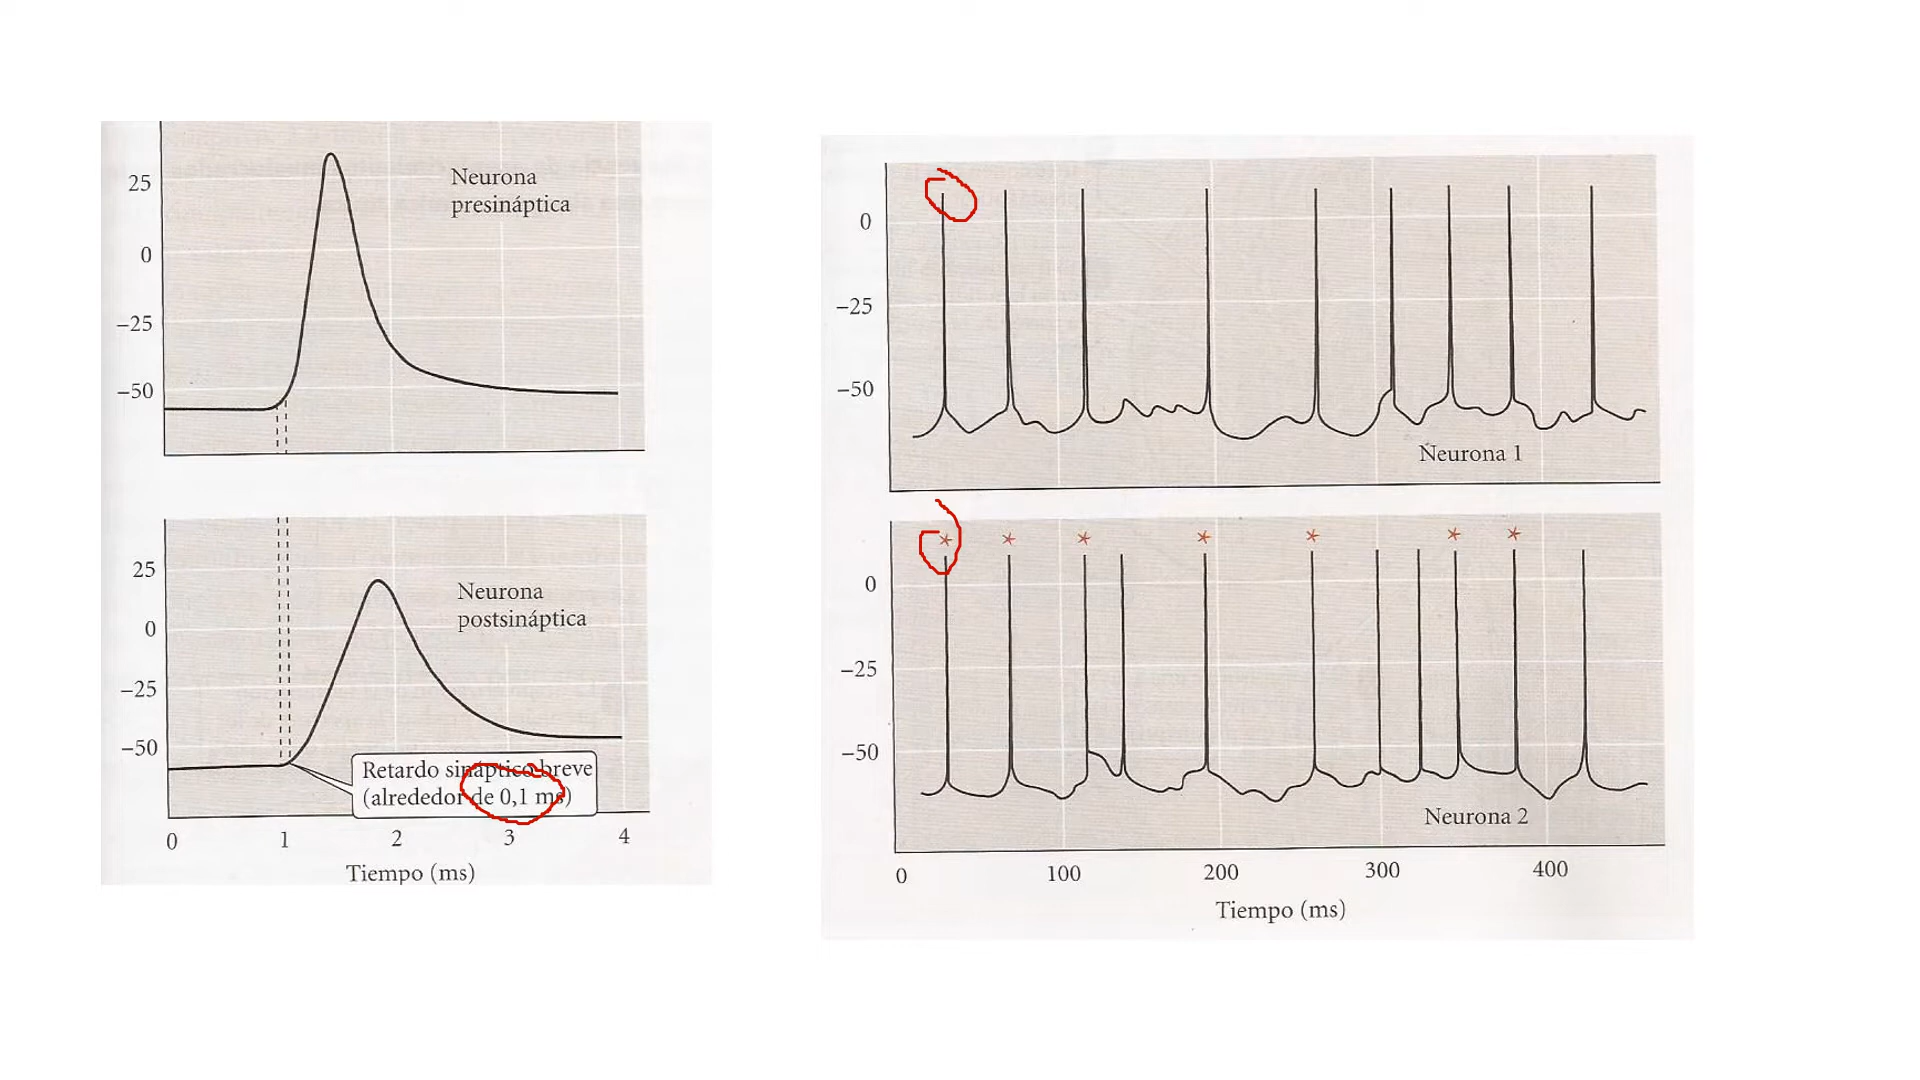 25
0
−25
−50
Neurona
presináptica
25
0
−25
−50
Neurona
postsináptica
Retardo sináptico breve
(alrededor de 0,1 ms)
0 1 2 3 4
Tiempo (ms)
0
−25
−50
Neurona 1
* * * * * * *
0
−25
−50
Neurona 2
0 100 200 300 400
Tiempo (ms)